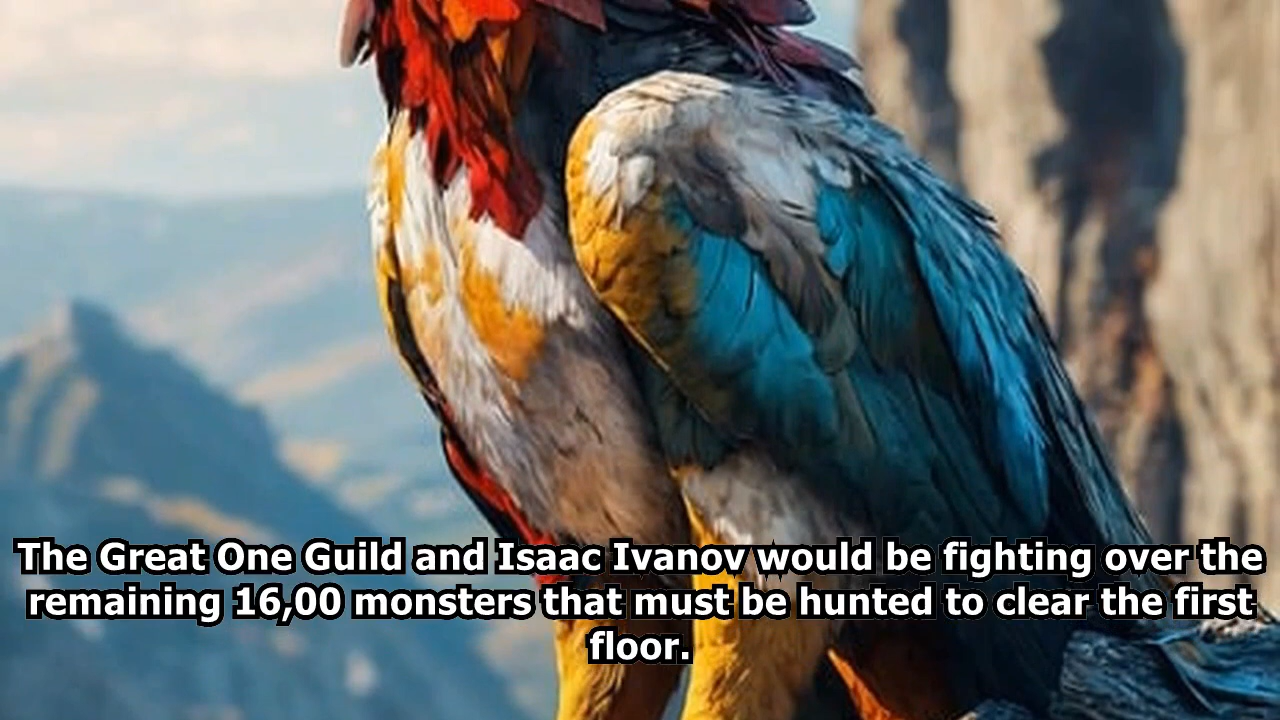 The Great One Guild and Isaac Ivanov would be fighting over the
remaining 16,00 monsters that must be hunted to clear the first
floor.